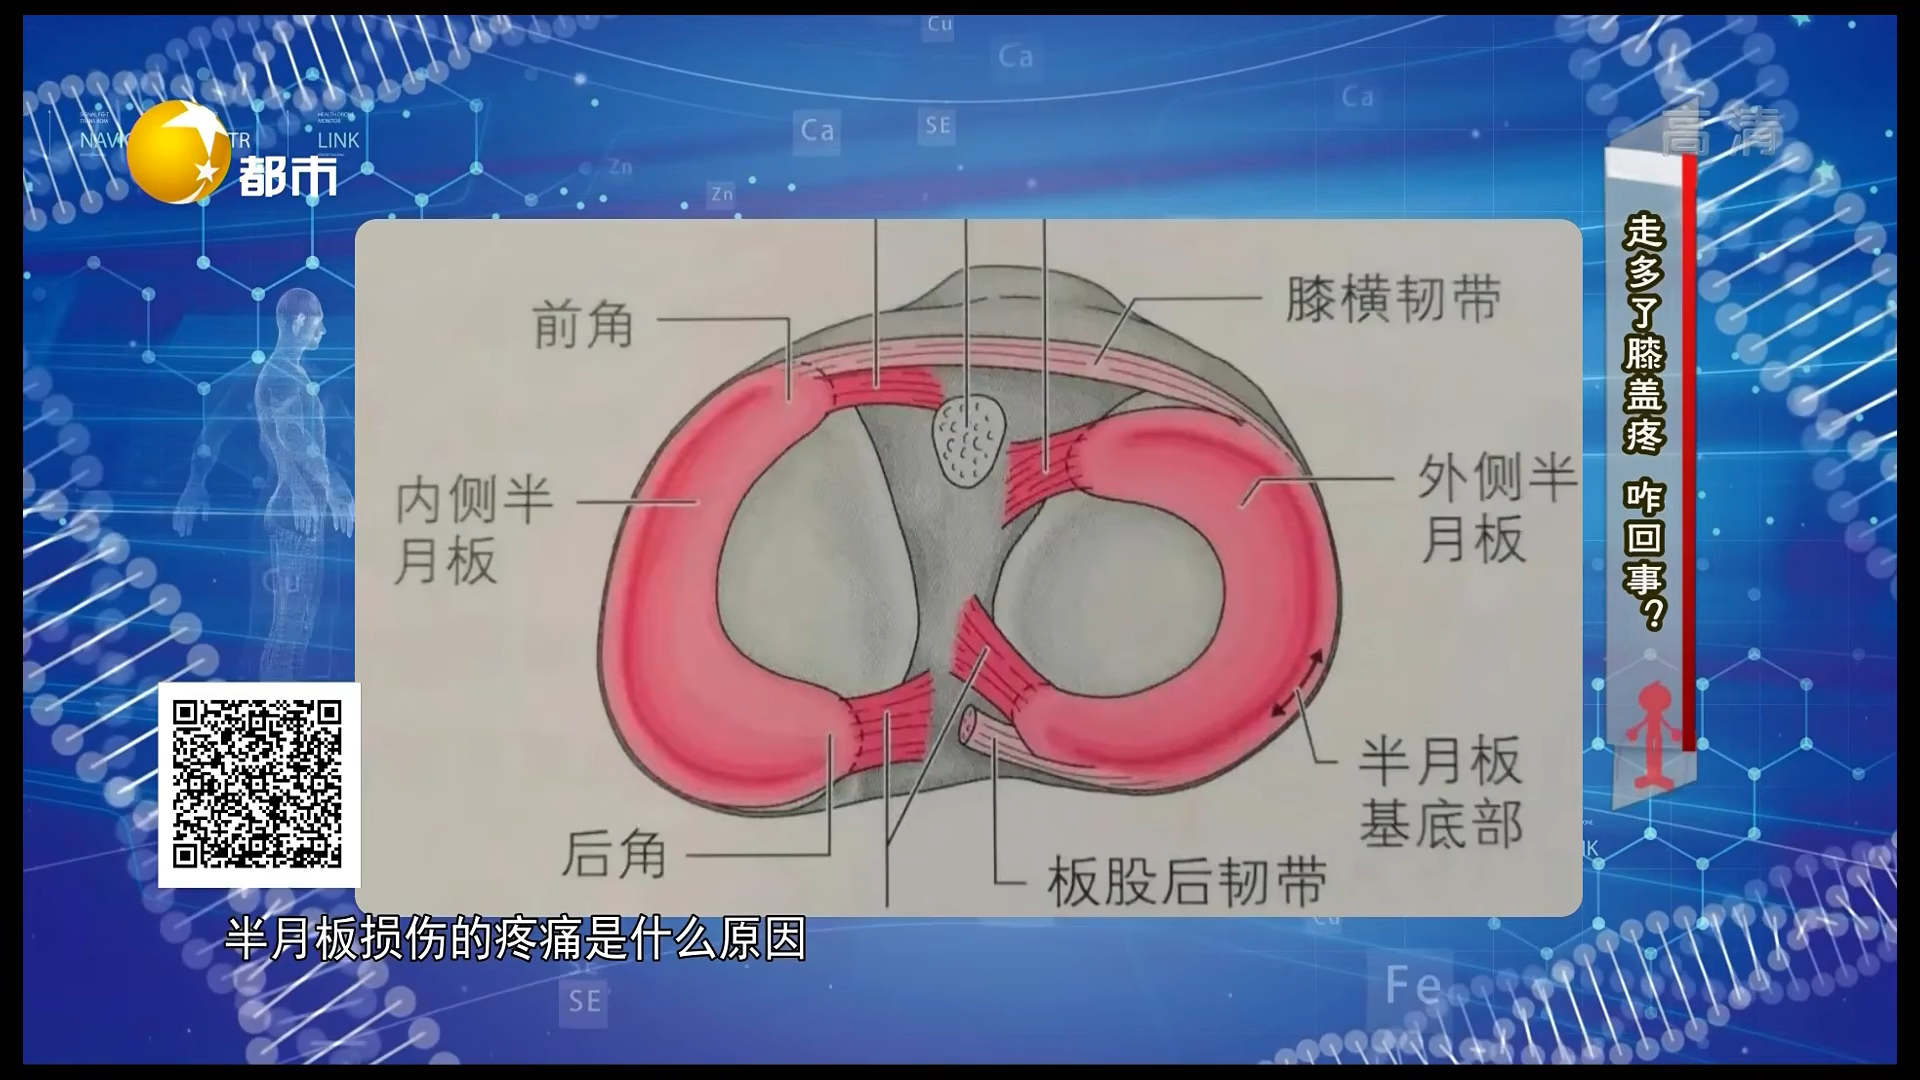 Cu
Ca
Ca
Ca
SE
高清
LINK
都市
Zn
Zn
走多了膝盖疼 咋回事？
前角
膝横韧带
内侧半
月板
外侧半
月板
Cu
半月板
基底部
后角
板股后韧带
半月板损伤的疼痛是什么原因
SE
Fe